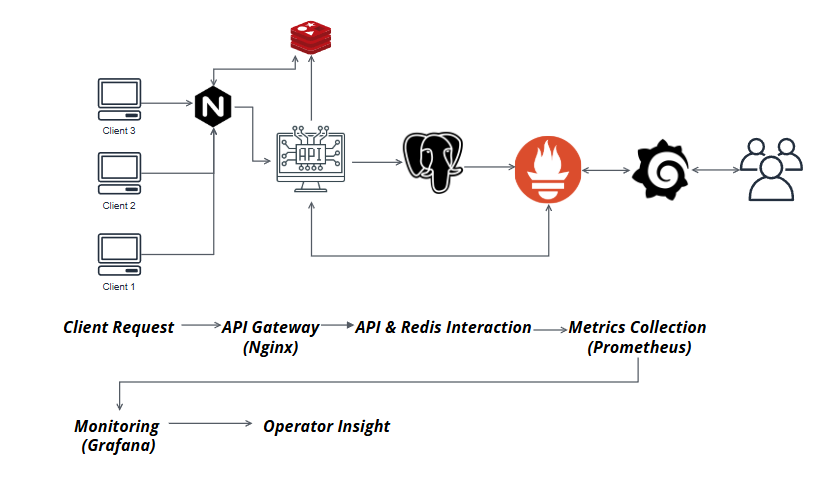 Client 3
Client 2
Client 1
API
Client Request
API Gateway
(Nginx)
API & Redis Interaction
Metrics Collection
(Prometheus)
Monitoring
(Grafana)
Operator Insight